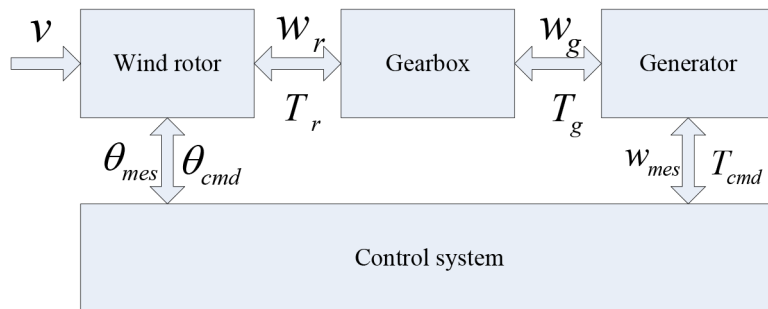 v
Wind rotor
w_r
T_r
Gearbox
w_g
T_g
Generator
θ_mes θ_cmd
w_mes T_cmd
Control system